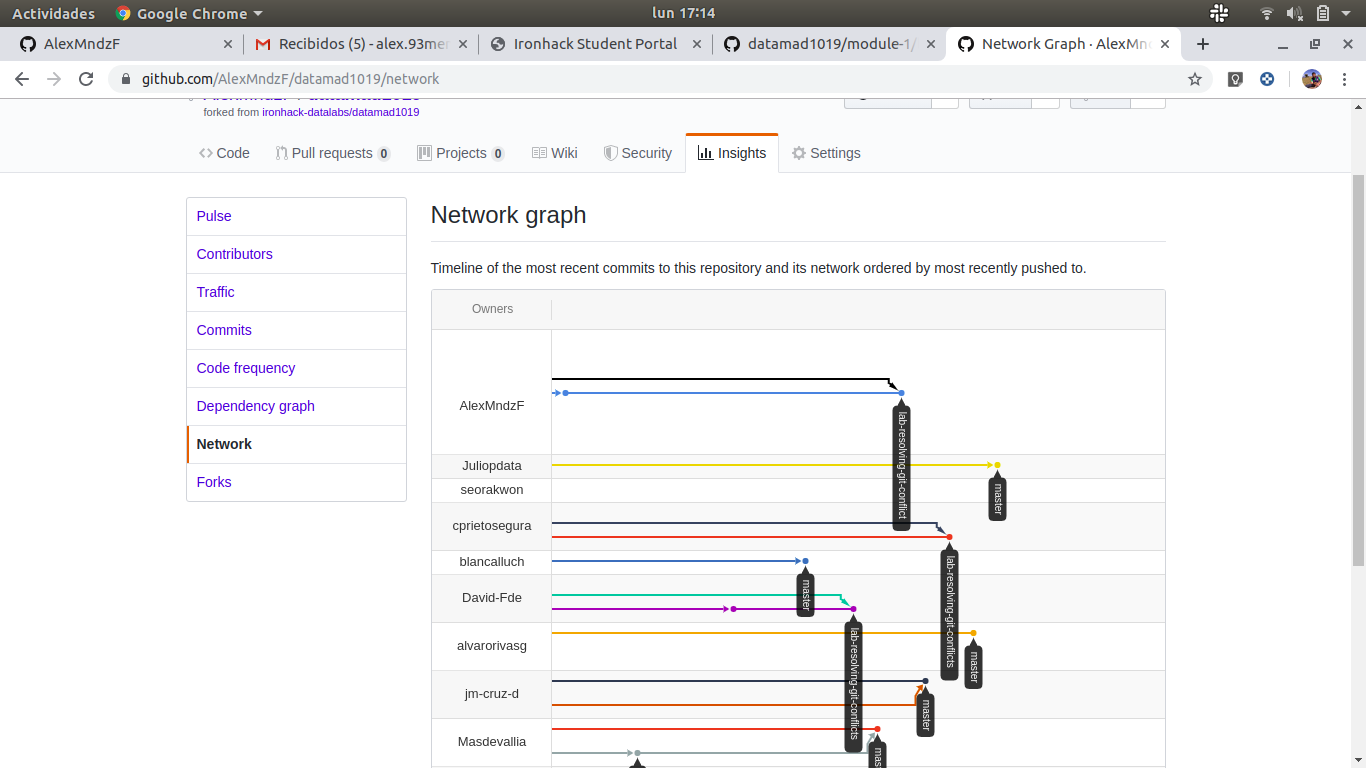 Actividades
Google Chrome
lun 17:14
AlexMndzF
Recibidos (5) - alex.93me
Ironhack Student Portal
datamad1019/module-1/
Network Graph · AlexMn
github.com/AlexMndzF/datamad1019/network
forked from ironhack-datalabs/datamad1019
Code
Pull requests 0
Projects 0
Wiki
Security
Insights
Settings
Pulse
Contributors
Traffic
Commits
Code frequency
Dependency graph
Network
Forks
Network graph
Timeline of the most recent commits to this repository and its network ordered by most recently pushed to.
Owners
AlexMndzF
lab-resolving-git-conflict
Juliopdata
master
seorakwon
cprietosegura
lab-resolving-git-conflicts
blancalluch
master
David-Fde
lab-resolving-git-conflicts
alvarorivasg
master
jm-cruz-d
master
Masdevallia
mas